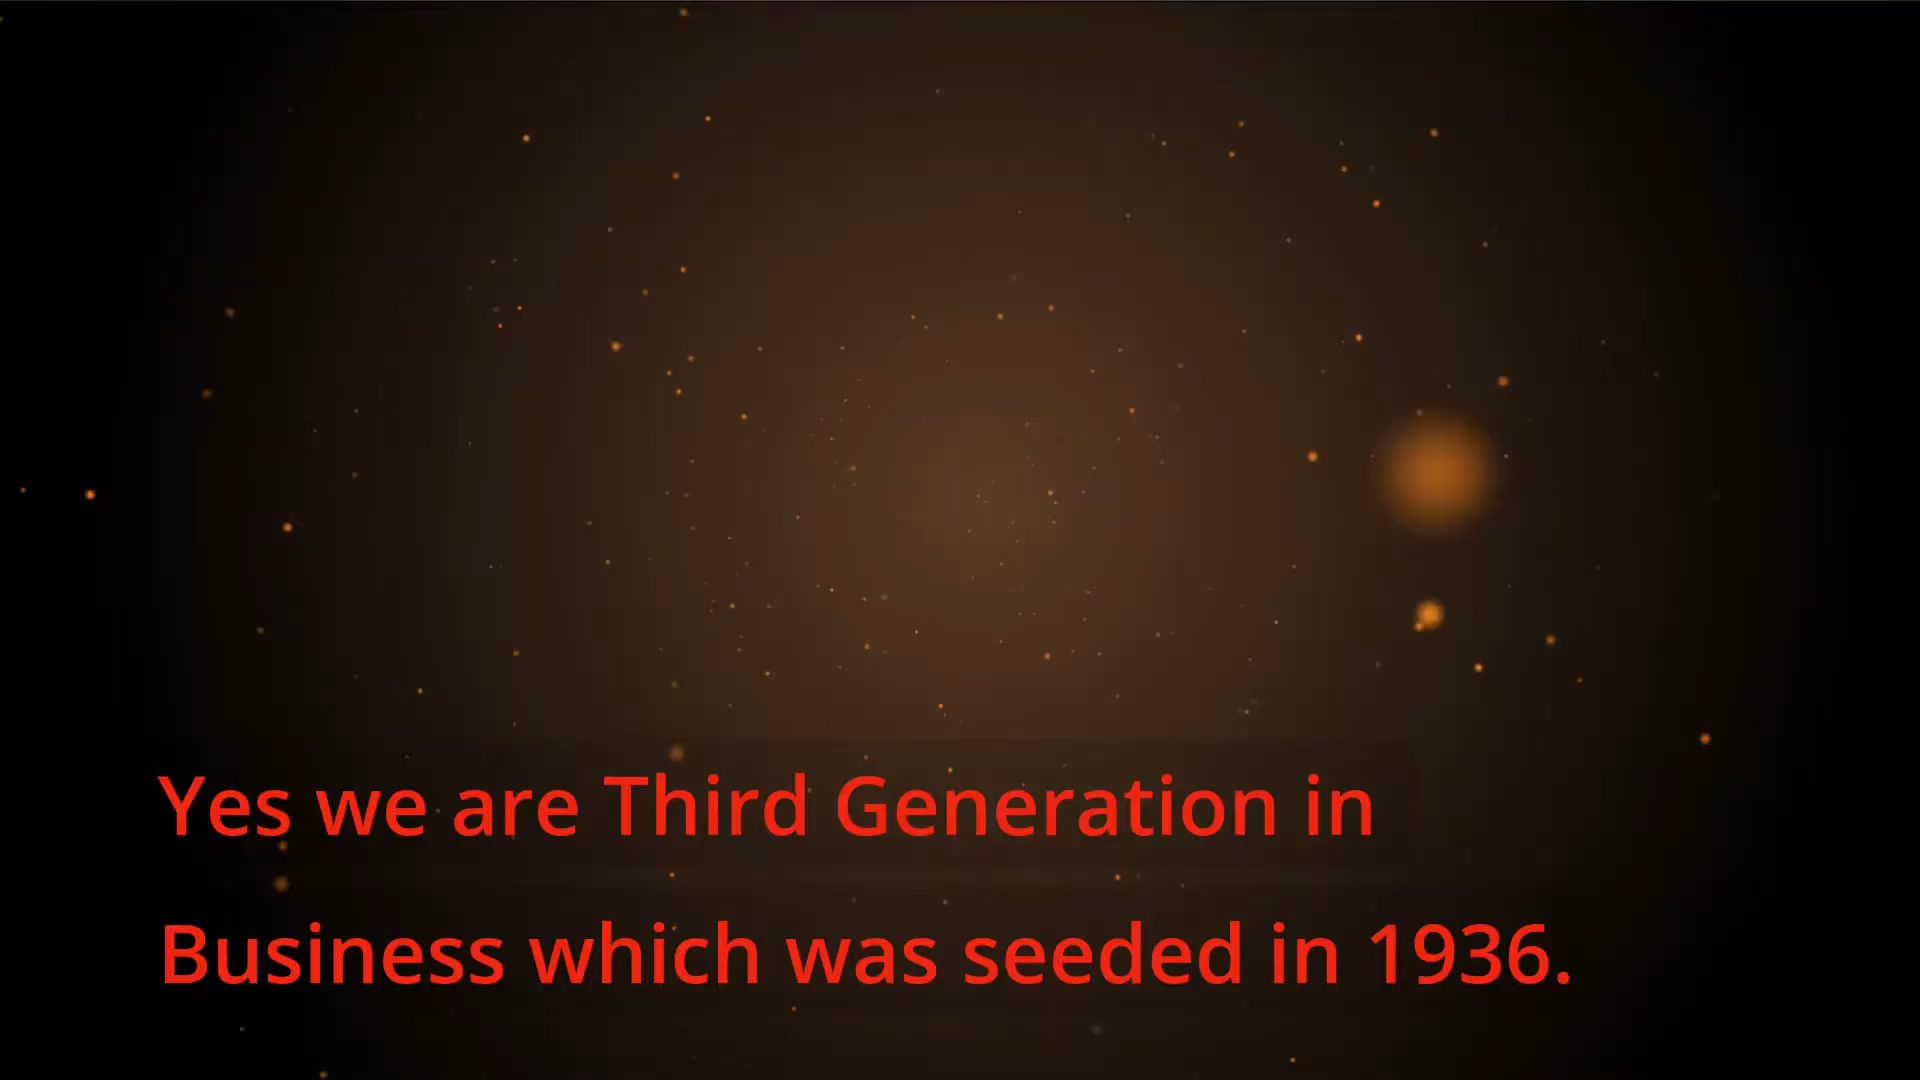 Yes we are Third Generation in
Business which was seeded in 1936.